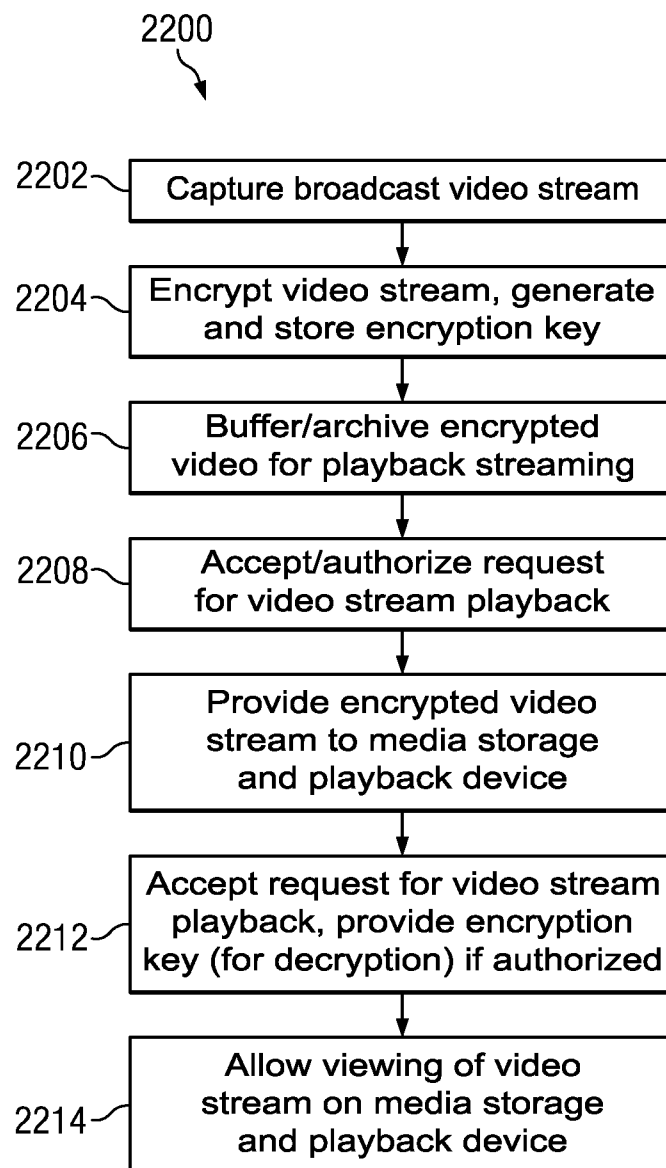 2200
2202
Capture broadcast video stream
2204
Encrypt video stream, generate
and store encryption key
2206
Buffer/archive encrypted
video for playback streaming
2208
Accept/authorize request
for video stream playback
2210
Provide encrypted video
stream to media storage
and playback device
2212
Accept request for video stream
playback, provide encryption
key (for decryption) if authorized
2214
Allow viewing of video
stream on media storage
and playback device